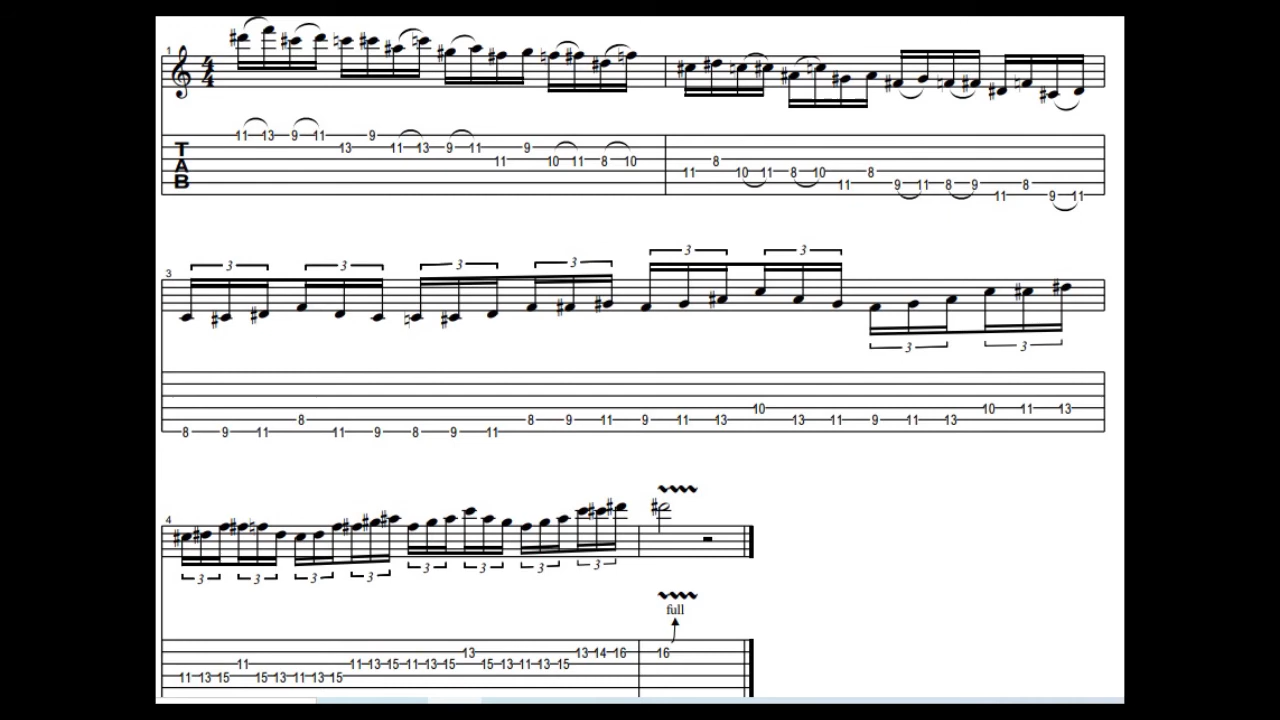 1
4
4
T
A
B
11 13 9 11 13 9 11 13 9 11 11 9 10 11 8 10 11 8 10 11 8 10 11 8 9 11 8 9 11 8 9 11
3 3 3 3 3 3
3
3 3
8 9 11 8 11 9 8 9 11 8 9 11 9 11 13 10 13 11 9 11 13 10 11 13
4
3 3 3 3 3 3 3 3
full
11 13 15 11 15 13 11 13 15 11 13 15 11 13 15 13 15 13 11 13 15 13 14 16 16